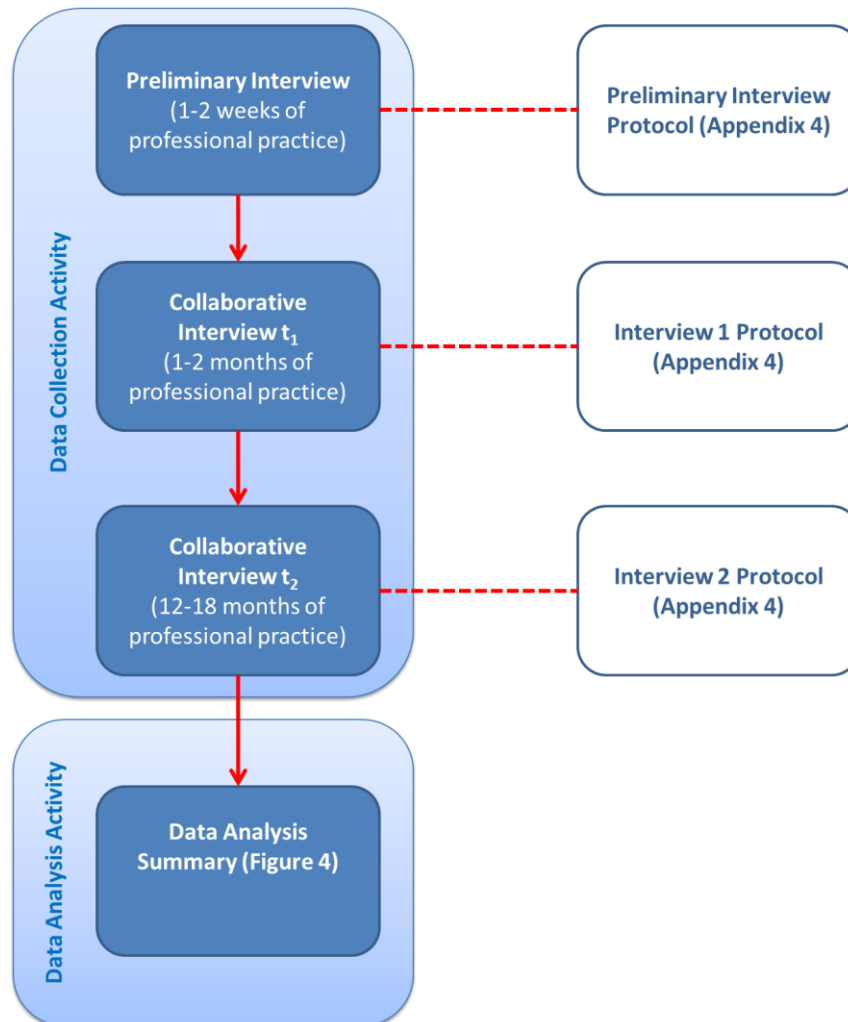 Data Collection Activity
Preliminary Interview
(1-2 weeks of
professional practice)
Preliminary Interview
Protocol (Appendix 4)
Collaborative
Interview t₁
(1-2 months of
professional practice)
Interview 1 Protocol
(Appendix 4)
Collaborative
Interview t₂
(12-18 months of
professional practice)
Interview 2 Protocol
(Appendix 4)
Data Analysis Activity
Data Analysis
Summary (Figure 4)